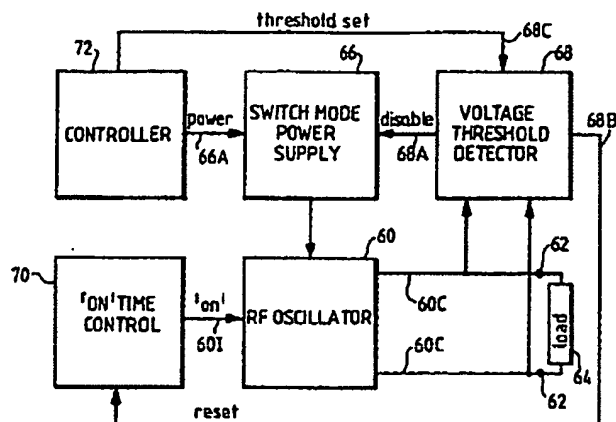 threshold set
72
66
68C
68
CONTROLLER
power
66A
SWITCH MODE
POWER
SUPPLY
disable
68A
VOLTAGE
THRESHOLD
DETECTOR
68B
60
62
70
'ON' TIME
CONTROL
'on'
60I
RF OSCILLATOR
60C
60C
load
64
62
reset